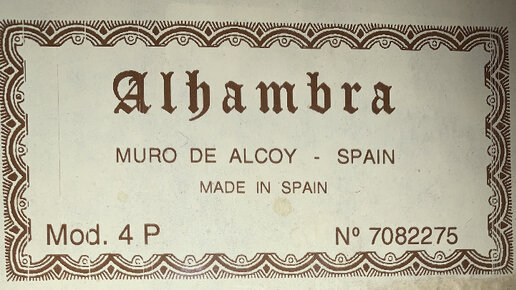 Alhambra
MURO DE ALCOY - SPAIN
MADE IN SPAIN
Mod. 4 P Nº 7082275